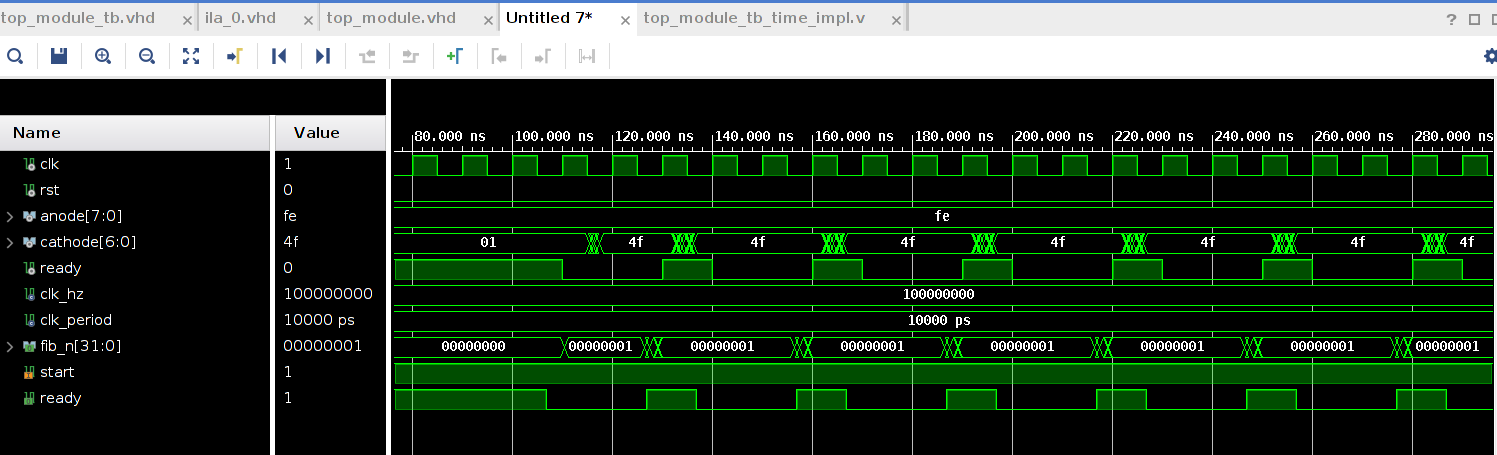 top_module_tb.vhd ila_0.vhd top_module.vhd Untitled 7* top_module_tb_time_impl.v
?
Name Value 80.000 ns 100.000 ns 120.000 ns 140.000 ns 160.000 ns 180.000 ns 200.000 ns 220.000 ns 240.000 ns 260.000 ns 280.000 ns
clk 1
rst 0
anode[7:0] fe fe
cathode[6:0] 4f 01 4f 4f 4f 4f 4f 4f 4f
ready 0
clk_hz 100000000 100000000
clk_period 10000 ps 10000 ps
fib_n[31:0] 00000001 00000000 00000001 00000001 00000001 00000001 00000001 00000001 00000001
start 1
ready 1